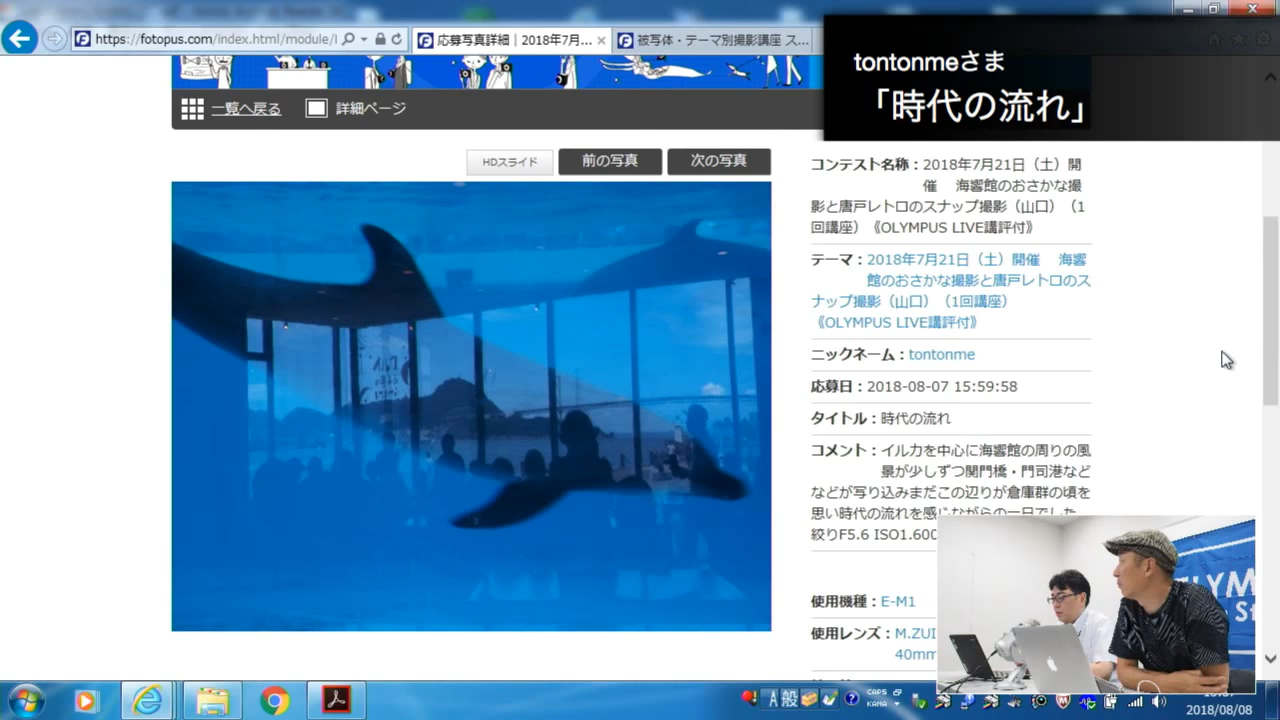 https://fotopus.com/index.html/module/
応募写真詳細 | 2018年7月...
被写体・テーマ別撮影講座 ス...
tontonmeさま
「時代の流れ」
一覧へ戻る
詳細ページ
HDスライド
前の写真
次の写真
コンテスト名称：2018年7月21日（土）開
催 海響館のおさかな撮
影と唐戸レトロのスナップ撮影（山口）（1
回講座）《OLYMPUS LIVE講評付》
テーマ：2018年7月21日（土）開催 海響
館のおさかな撮影と唐戸レトロのス
ナップ撮影（山口）（1回講座）
《OLYMPUS LIVE講評付》
ニックネーム：tontonme
応募日：2018-08-07 15:59:58
タイトル：時代の流れ
コメント：イルカを中心に海響館の周りの風
景が少しずつ関門橋・門司港など
などが写り込みまだこの辺りが倉庫群の頃を
思い時代の流れを感じながらの一日でした
絞りF5.6 ISO1.600
使用機種：E-M1
使用レンズ：M.ZUI
40mm
LYM
St
A 般
CAPS
KANA
2018/08/08